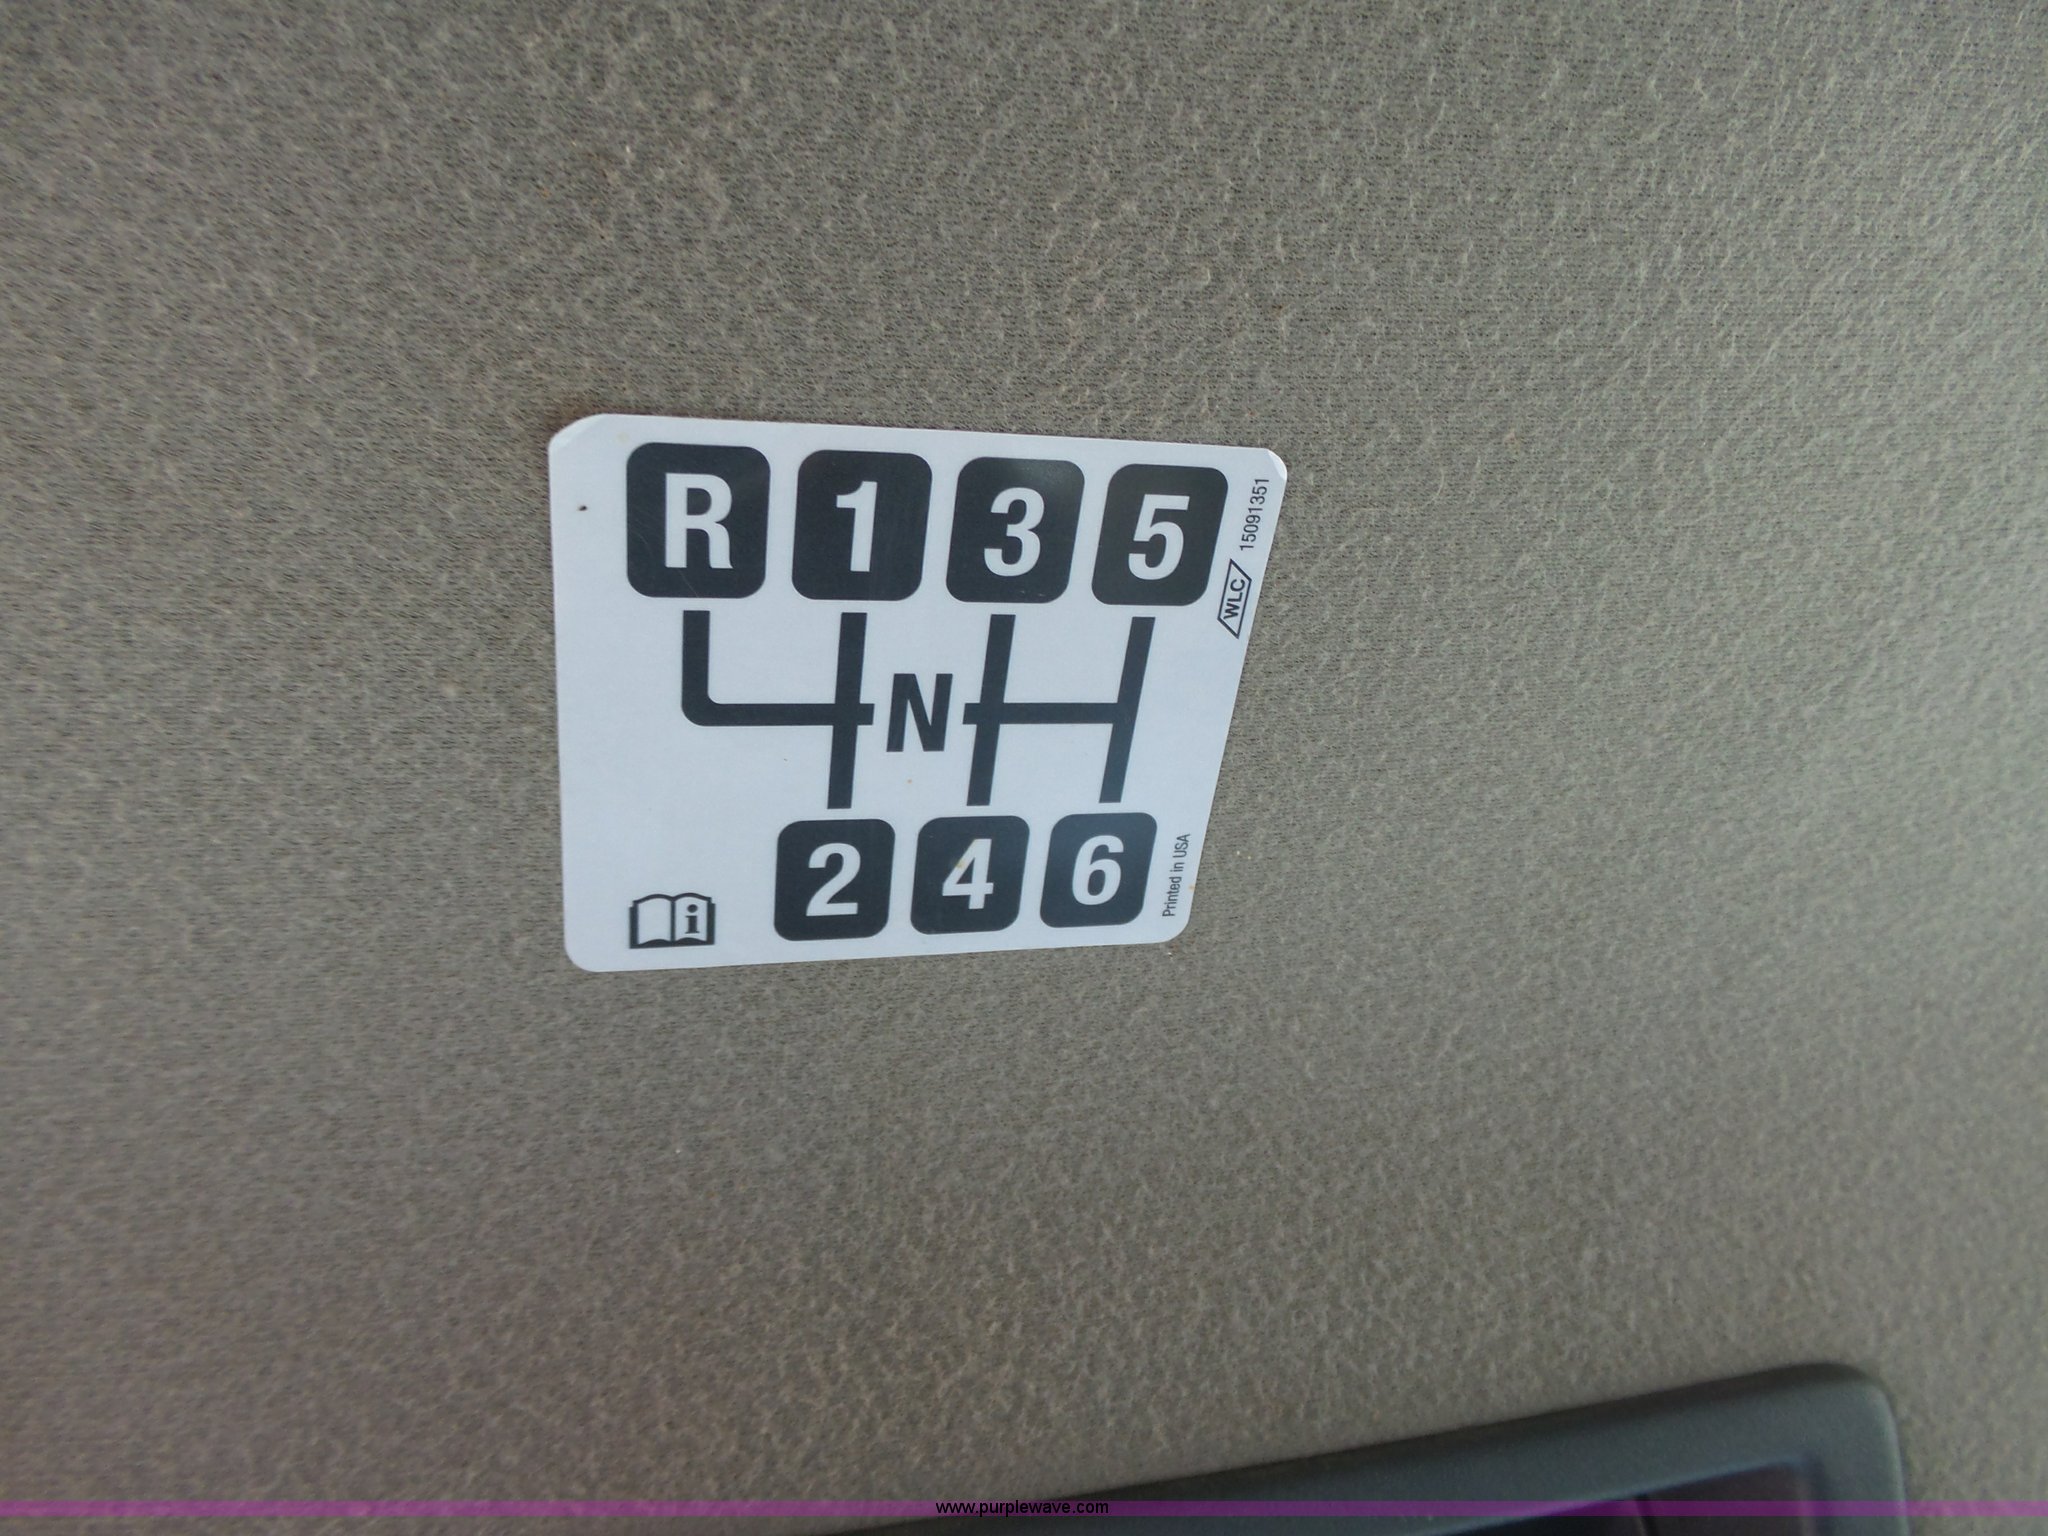 R 1 3 5
N
2 4 6
i
WLC 15091351
Printed in USA
www.purplewave.com